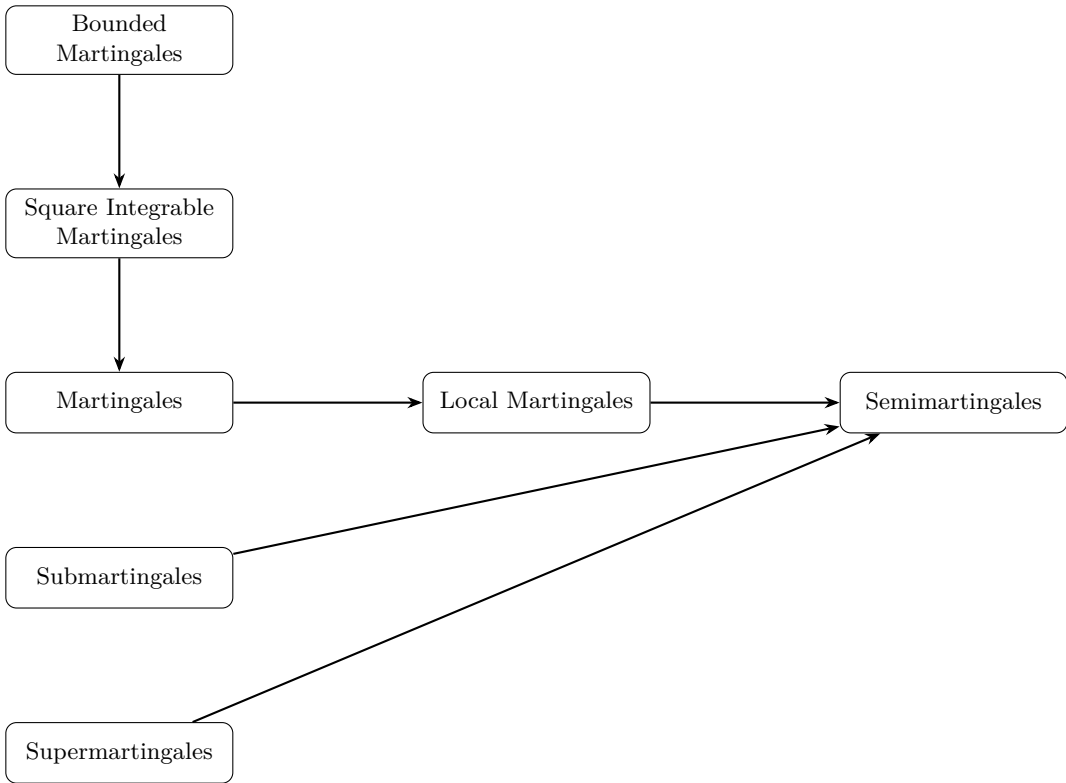 Bounded
Martingales
Square Integrable
Martingales
Martingales
Local Martingales
Semimartingales
Submartingales
Supermartingales